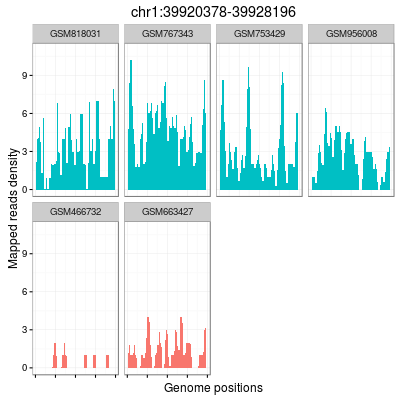 chr1:39920378-39928196
GSM818031 GSM767343 GSM753429 GSM956008
9
6
3
0
GSM466732 GSM663427
9
6
3
0
Mapped reads density
Genome positions